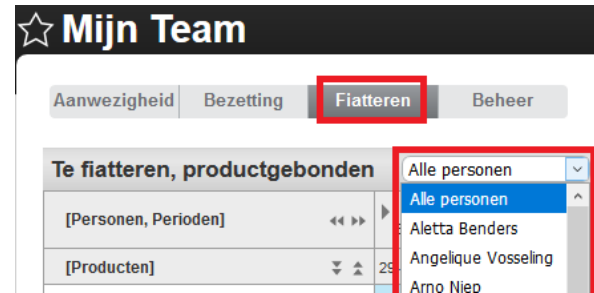 Mijn Team
Aanwezigheid Bezetting Fiatteren Beheer
Te fiatteren, productgebonden Alle personen
Alle personen
[Personen, Perioden]
Aletta Benders
Angelique Vosseling
[Producten]
Arno Niep